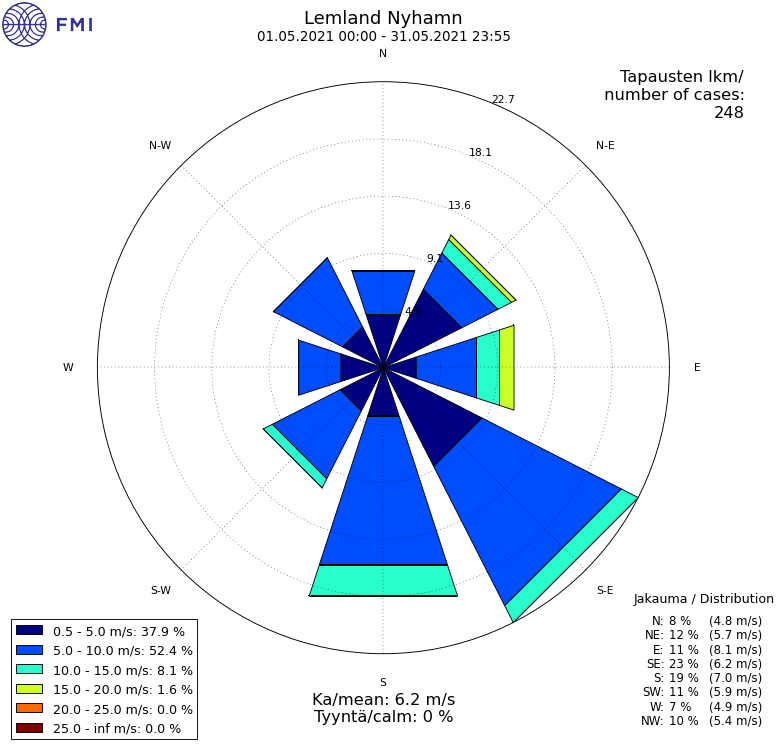 FMI
Lemland Nyhamn
01.05.2021 00:00 - 31.05.2021 23:55
N
Tapausten lkm/
number of cases:
248
22.7
N-W
N-E
18.1
13.6
9.1
W
E
S-W
S-E
Jakauma / Distribution
N: 8 % (4.8 m/s)
NE: 12 % (5.7 m/s)
E: 11 % (8.1 m/s)
SE: 23 % (6.2 m/s)
S: 19 % (7.0 m/s)
SW: 11 % (5.9 m/s)
W: 7 % (4.9 m/s)
NW: 10 % (5.4 m/s)
0.5 - 5.0 m/s: 37.9 %
5.0 - 10.0 m/s: 52.4 %
10.0 - 15.0 m/s: 8.1 %
15.0 - 20.0 m/s: 1.6 %
20.0 - 25.0 m/s: 0.0 %
25.0 - inf m/s: 0.0 %
S
Ka/mean: 6.2 m/s
Tyyntä/calm: 0 %